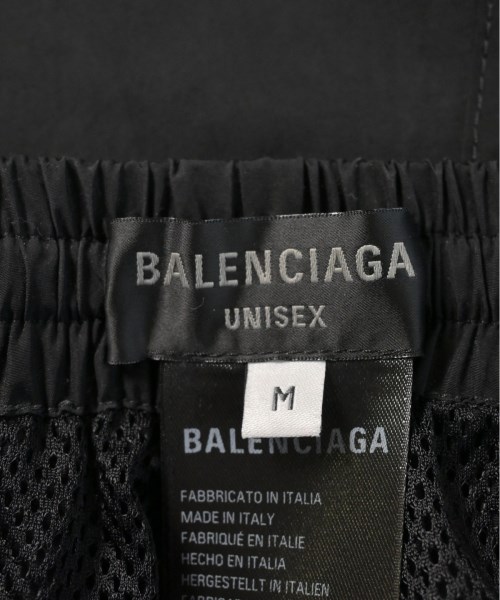 BALENCIAGA
UNISEX
M
BALENCIAGA
FABBRICATO IN ITALIA
MADE IN ITALY
FABRIQUÉ EN ITALIE
HECHO EN ITALIA
HERGESTELLT IN ITALIEN